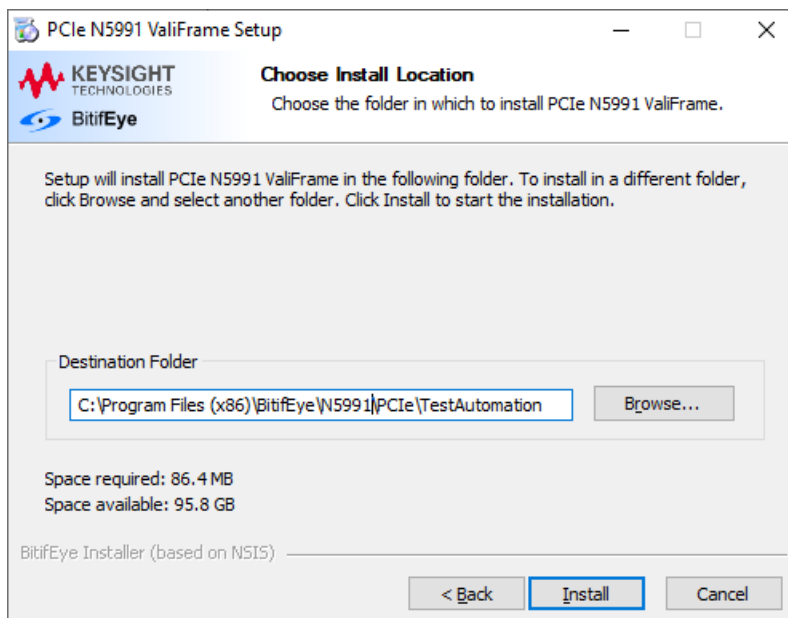 PCIe N5991 ValiFrame Setup
KEYSIGHT
TECHNOLOGIES
BitifEye
Choose Install Location
Choose the folder in which to install PCIe N5991 ValiFrame.
Setup will install PCIe N5991 ValiFrame in the following folder. To install in a different folder,
click Browse and select another folder. Click Install to start the installation.
Destination Folder
C:\Program Files (x86)\BitifEye\N5991\PCIe\TestAutomation
Browse...
Space required: 86.4 MB
Space available: 95.8 GB
BitifEye Installer (based on NSIS)
< Back
Install
Cancel